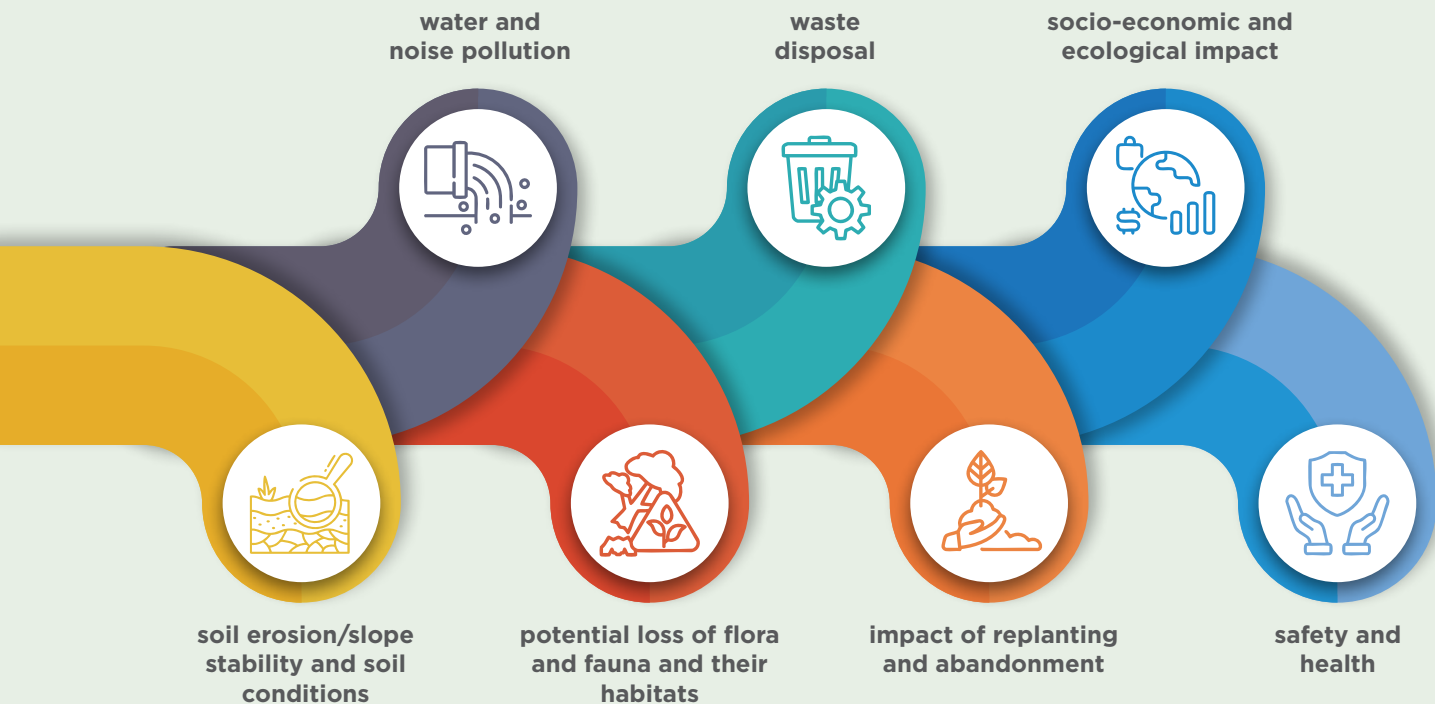 water and
noise pollution
waste
disposal
socio-economic and
ecological impact
soil erosion/slope
stability and soil
conditions
potential loss of flora
and fauna and their
habitats
impact of replanting
and abandonment
safety and
health